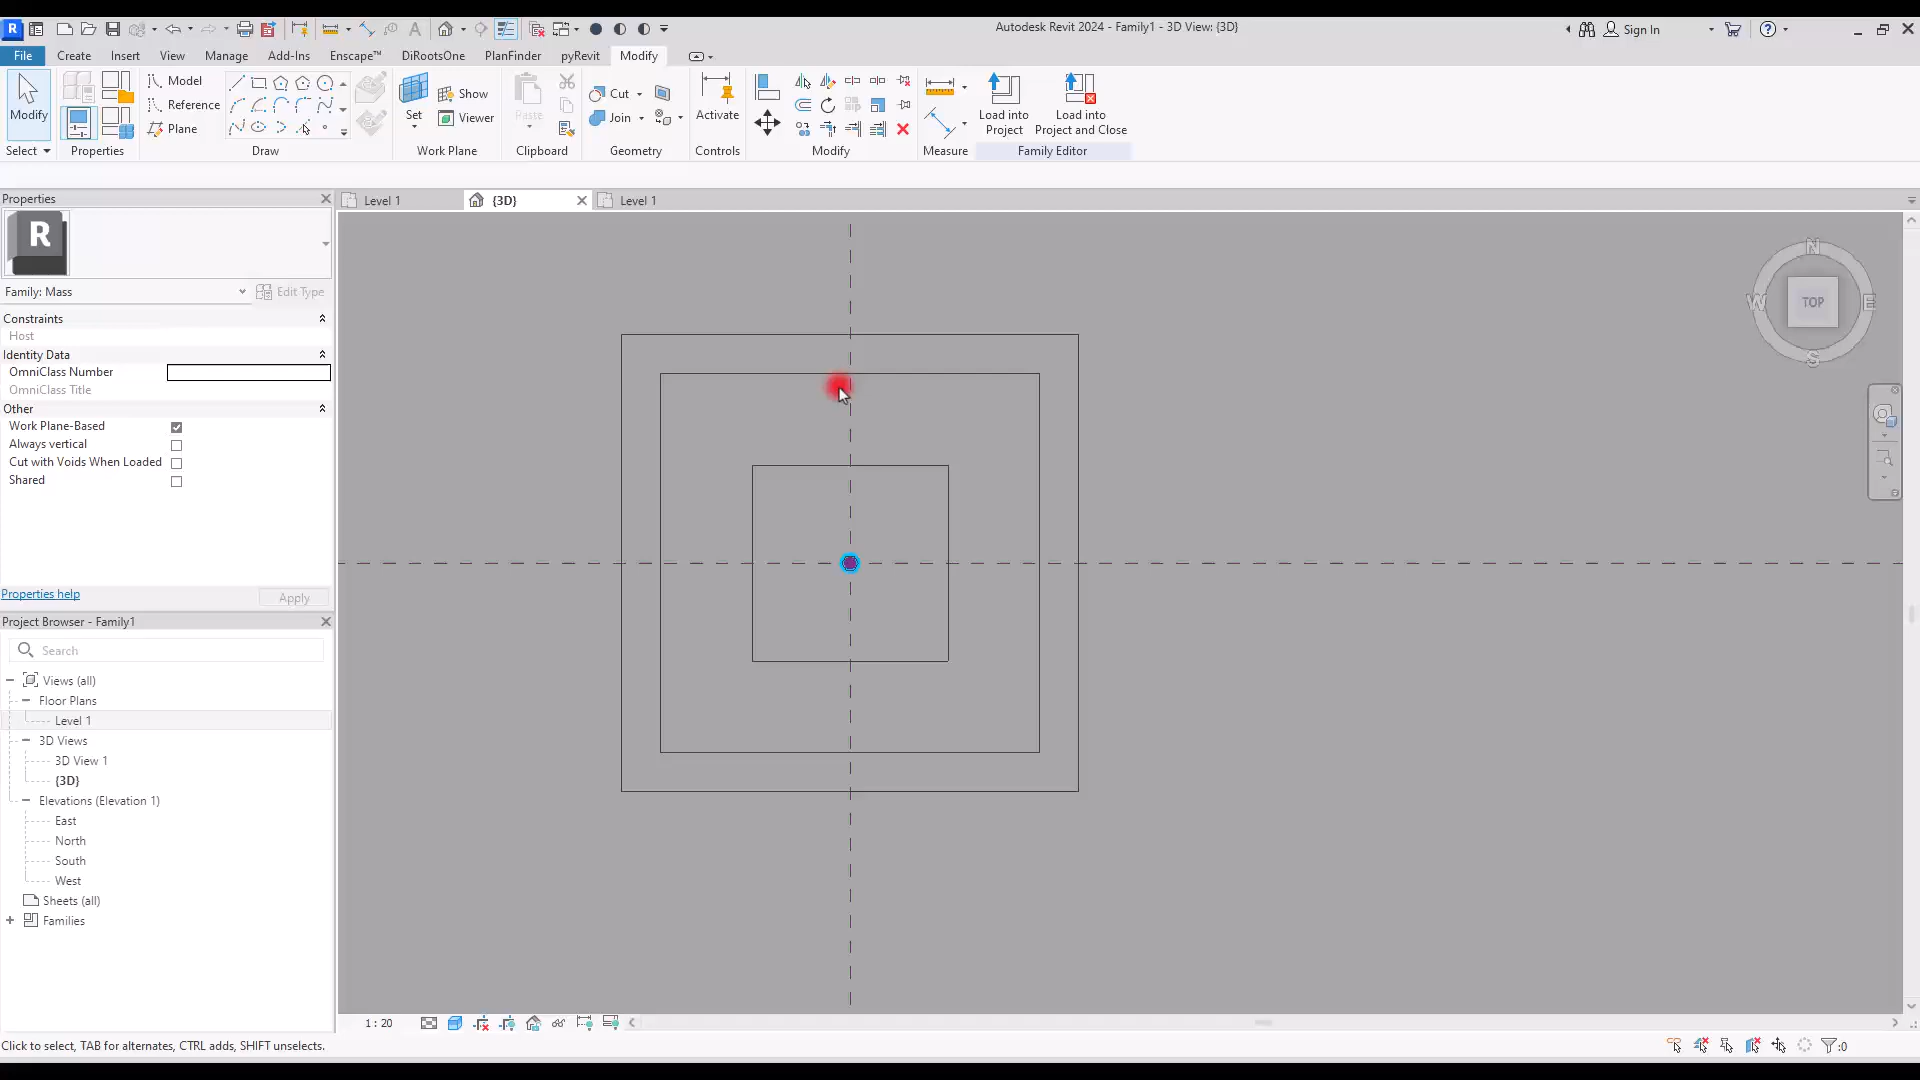 Autodesk Revit 2024 - Family1 - 3D View: {3D}
Sign In
File Create Insert View Manage Add-Ins Enscape™ DiRootsOne PlanFinder pyRevit Modify
Modify
Select
Properties
Model
Reference
Plane
Draw
Set
Show
Viewer
Work Plane
Paste
Clipboard
Cut
Join
Geometry
Activate
Controls
Modify
Measure
Load into
Project
Load into
Project and Close
Family Editor
Properties
Level 1
{3D}
Level 1
R
Family: Mass
Edit Type
Constraints
Host
Identity Data
OmniClass Number
OmniClass Title
Other
Work Plane-Based
Always vertical
Cut with Voids When Loaded
Shared
Properties help
Apply
Project Browser - Family1
Search
Views (all)
Floor Plans
Level 1
3D Views
3D View 1
{3D}
Elevations (Elevation 1)
East
North
South
West
Sheets (all)
Families
N
W TOP E
S
1 : 20
Click to select, TAB for alternates, CTRL adds, SHIFT unselects.
:0